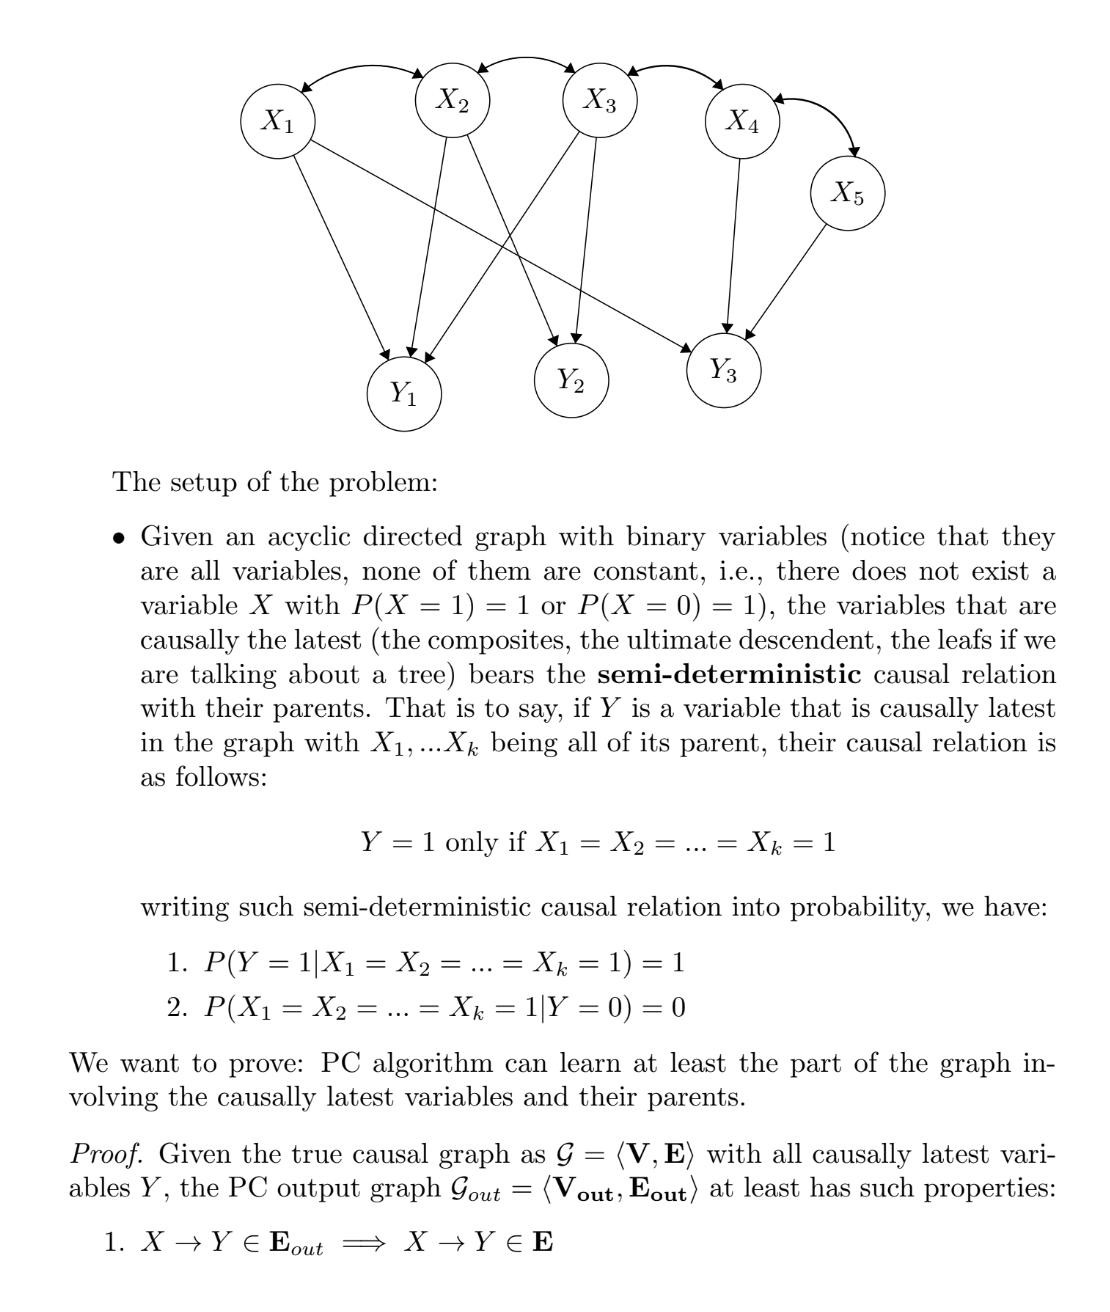 X₁ X₂ X₃ X₄
X₅
Y₁ Y₂ Y₃
The setup of the problem:
• Given an acyclic directed graph with binary variables (notice that they
are all variables, none of them are constant, i.e., there does not exist a
variable X with P(X = 1) = 1 or P(X = 0) = 1), the variables that are
causally the latest (the composites, the ultimate descendent, the leafs if we
are talking about a tree) bears the semi-deterministic causal relation
with their parents. That is to say, if Y is a variable that is causally latest
in the graph with X₁, ...Xₖ being all of its parent, their causal relation is
as follows:
Y = 1 only if X₁ = X₂ = ... = Xₖ = 1
writing such semi-deterministic causal relation into probability, we have:
1. P(Y = 1|X₁ = X₂ = ... = Xₖ = 1) = 1
2. P(X₁ = X₂ = ... = Xₖ = 1|Y = 0) = 0
We want to prove: PC algorithm can learn at least the part of the graph in-
volving the causally latest variables and their parents.
Proof. Given the true causal graph as 𝒢 = ⟨V, E⟩ with all causally latest vari-
ables Y, the PC output graph 𝒢out = ⟨Vout, Eout⟩ at least has such properties:
1. X → Y ∈ Eout ⟹ X → Y ∈ E